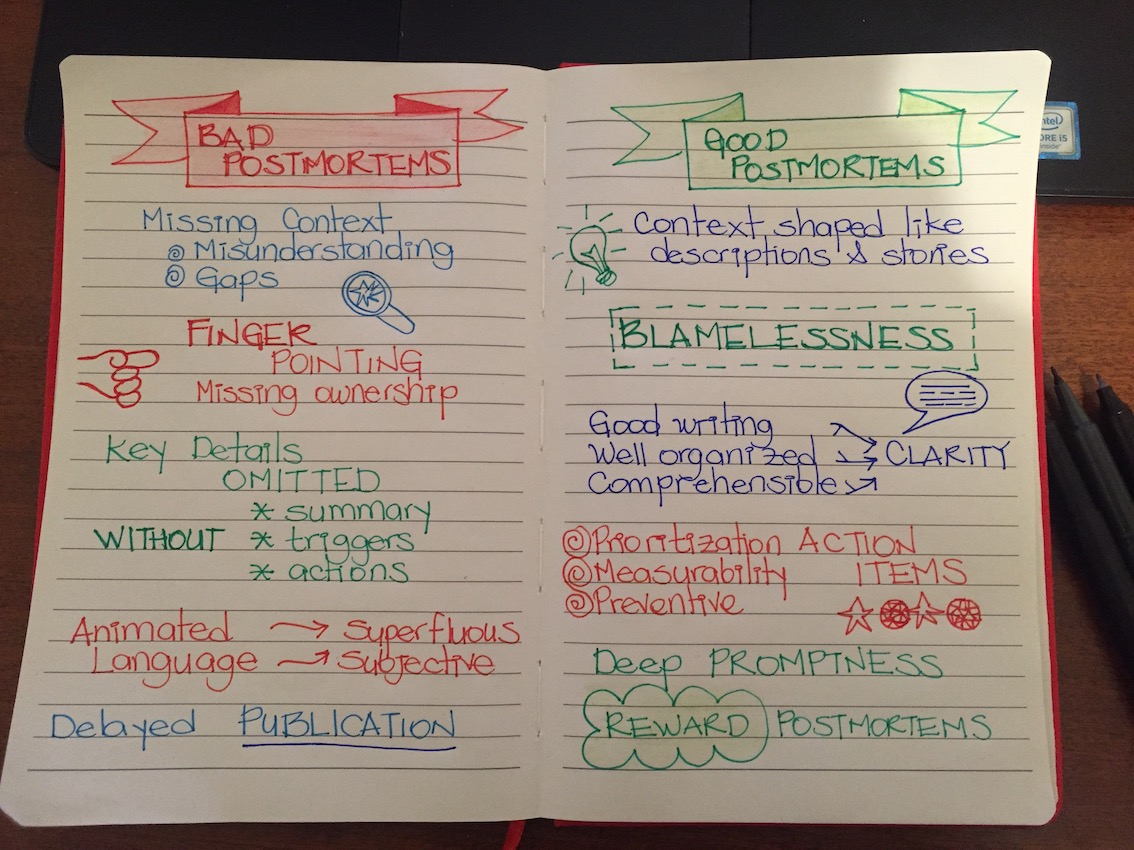 BAD
POSTMORTEMS
Missing Context
Misunderstanding
Gaps
FINGER
POINTING
Missing ownership
Key Details
OMITTED
* summary
WITHOUT * triggers
* actions
Animated → superfluous
Language → subjective
Delayed PUBLICATION
GOOD
POSTMORTEMS
Context shaped like
descriptions & stories
BLAMELESSNESS
Good writing
Well organized → CLARITY
Comprehensible
Prioritization ACTION
Measurability ITEMS
Preventive
Deep PROMPTNESS
REWARD POSTMORTEMS
intel
CORE i5
inside